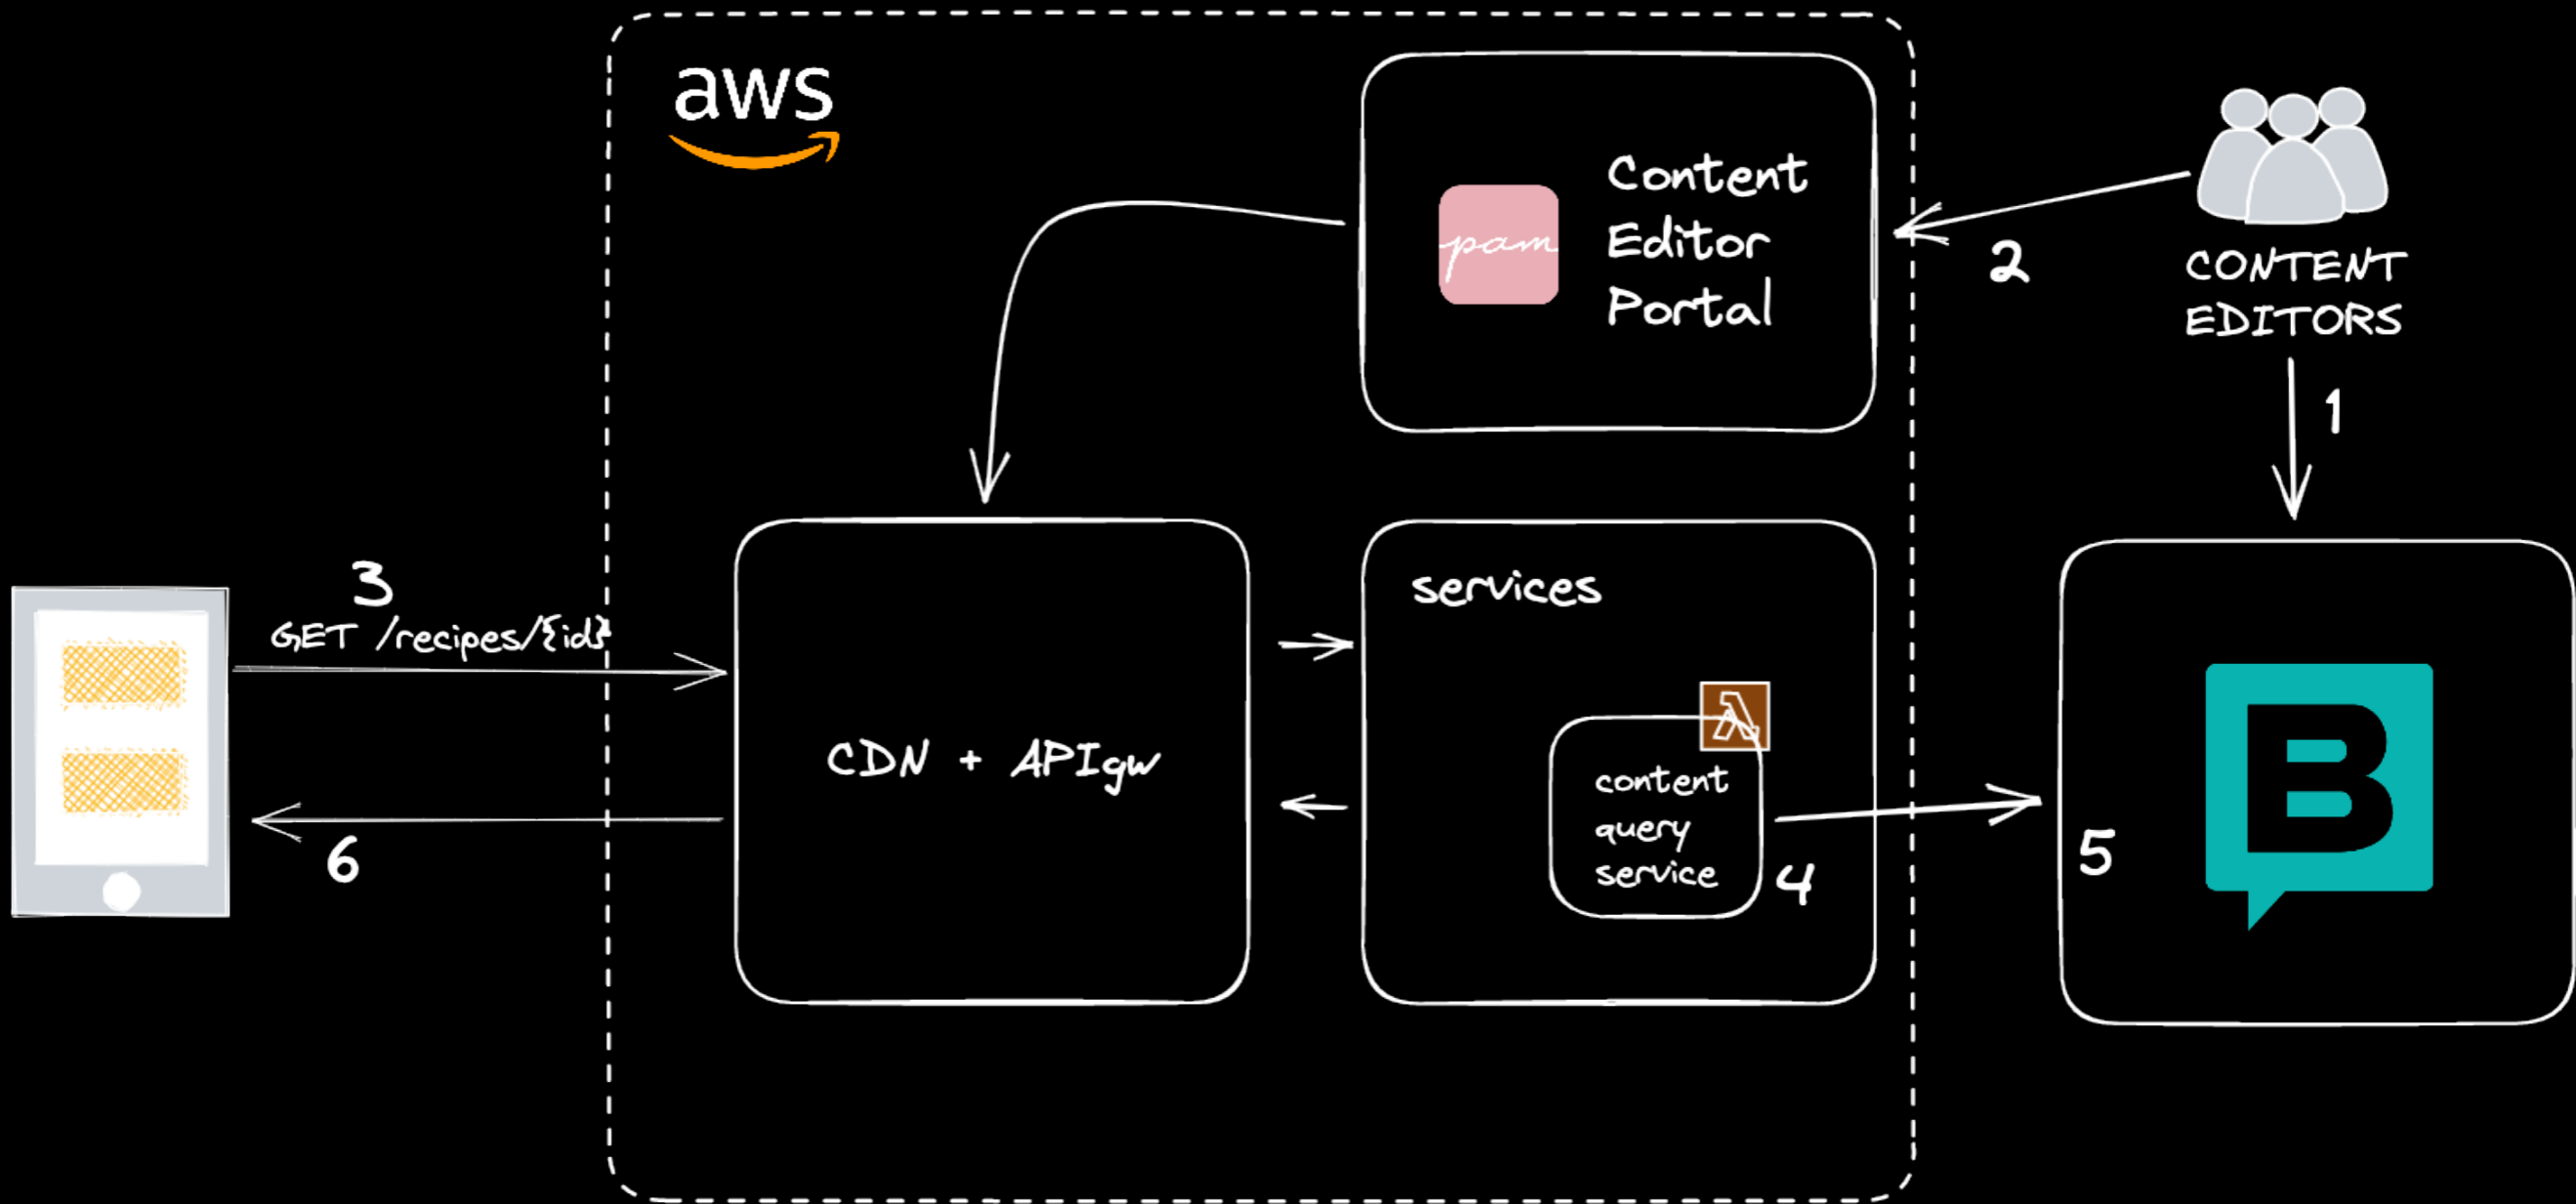 aws
pam
Content
Editor
Portal
2
CONTENT
EDITORS
1
3
GET /recipes/{id}
CDN + APIgw
services
content
query
service
4
5
B
6